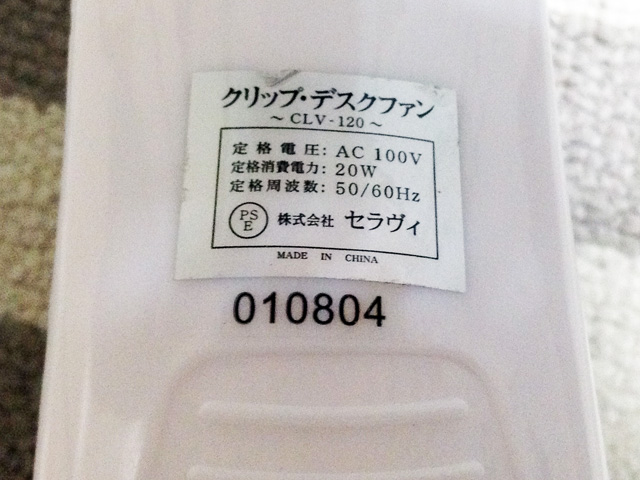 クリップ・デスクファン
～CLV-120～
定格電圧: AC 100V
定格消費電力: 20W
定格周波数: 50/60Hz
PS
E
株式会社 セラヴィ
MADE IN CHINA
010804